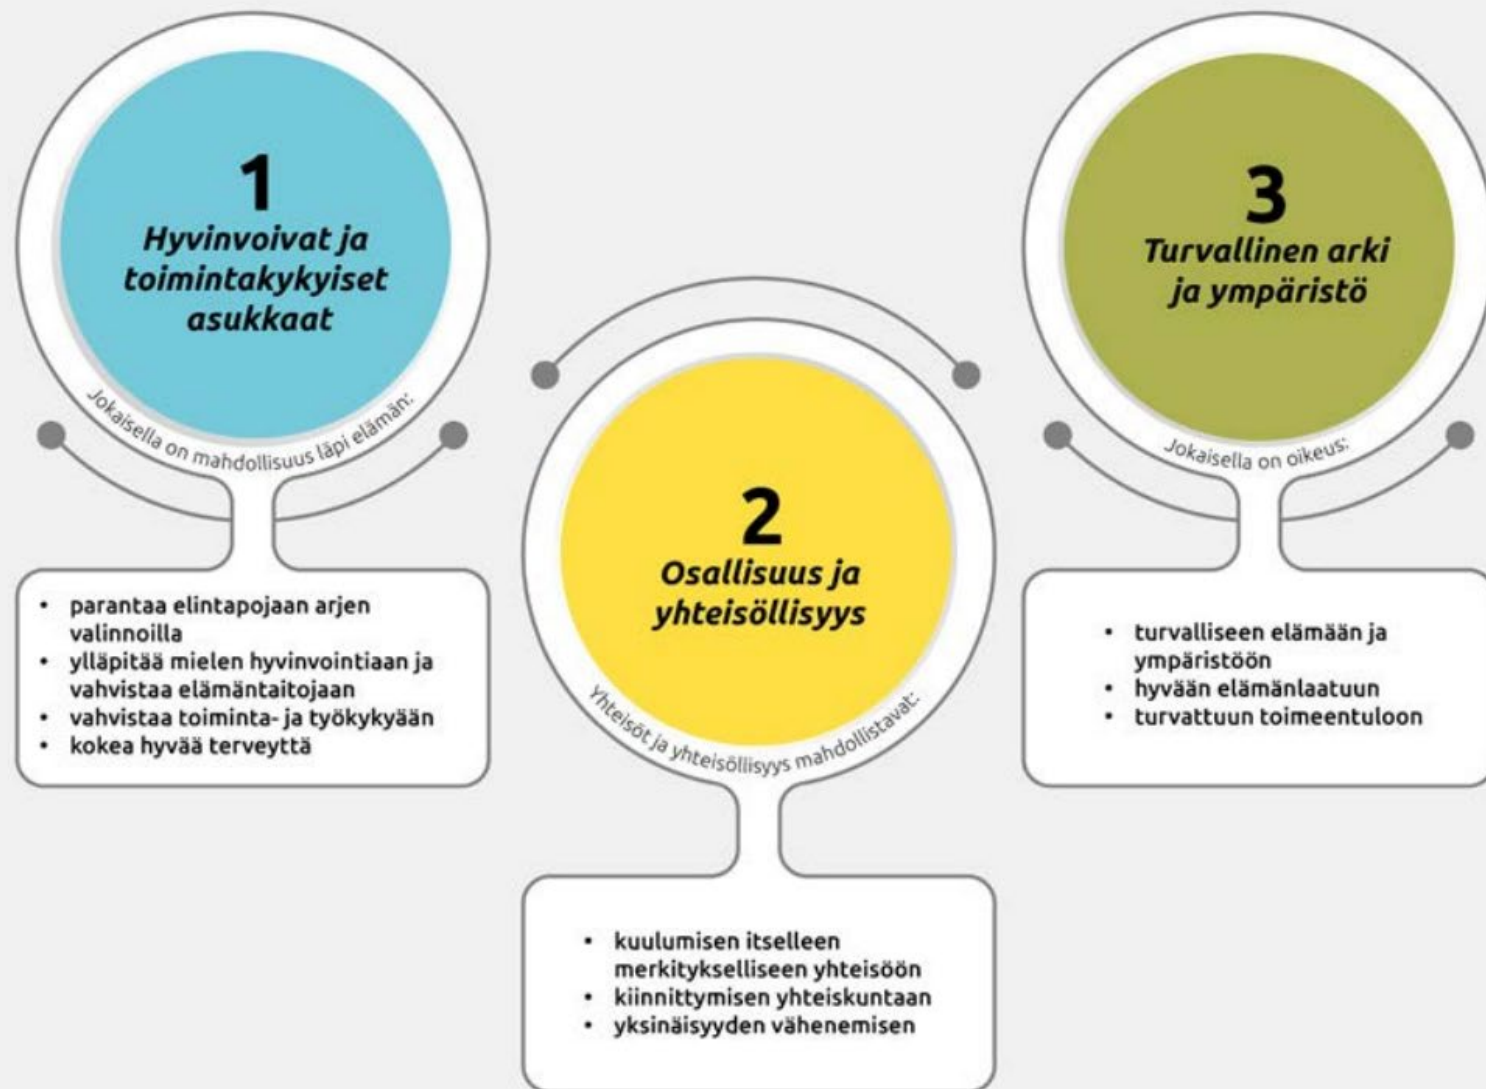 1
Hyvinvoivat ja
toimintakykyiset
asukkaat
Jokaisella on mahdollisuus läpi elämän:
• parantaa elintapojaan arjen
valinnoilla
• ylläpitää mielen hyvinvointiaan ja
vahvistaa elämäntaitojaan
• vahvistaa toiminta- ja työkykyään
• kokea hyvää terveyttä
2
Osallisuus ja
yhteisöllisyys
Yhteisöt ja yhteisöllisyys mahdollistavat:
• kuulumisen itselleen
merkitykselliseen yhteisöön
• kiinnittymisen yhteiskuntaan
• yksinäisyyden vähenemisen
3
Turvallinen arki
ja ympäristö
Jokaisella on oikeus:
• turvalliseen elämään ja
ympäristöön
• hyvään elämänlaatuun
• turvattuun toimeentuloon